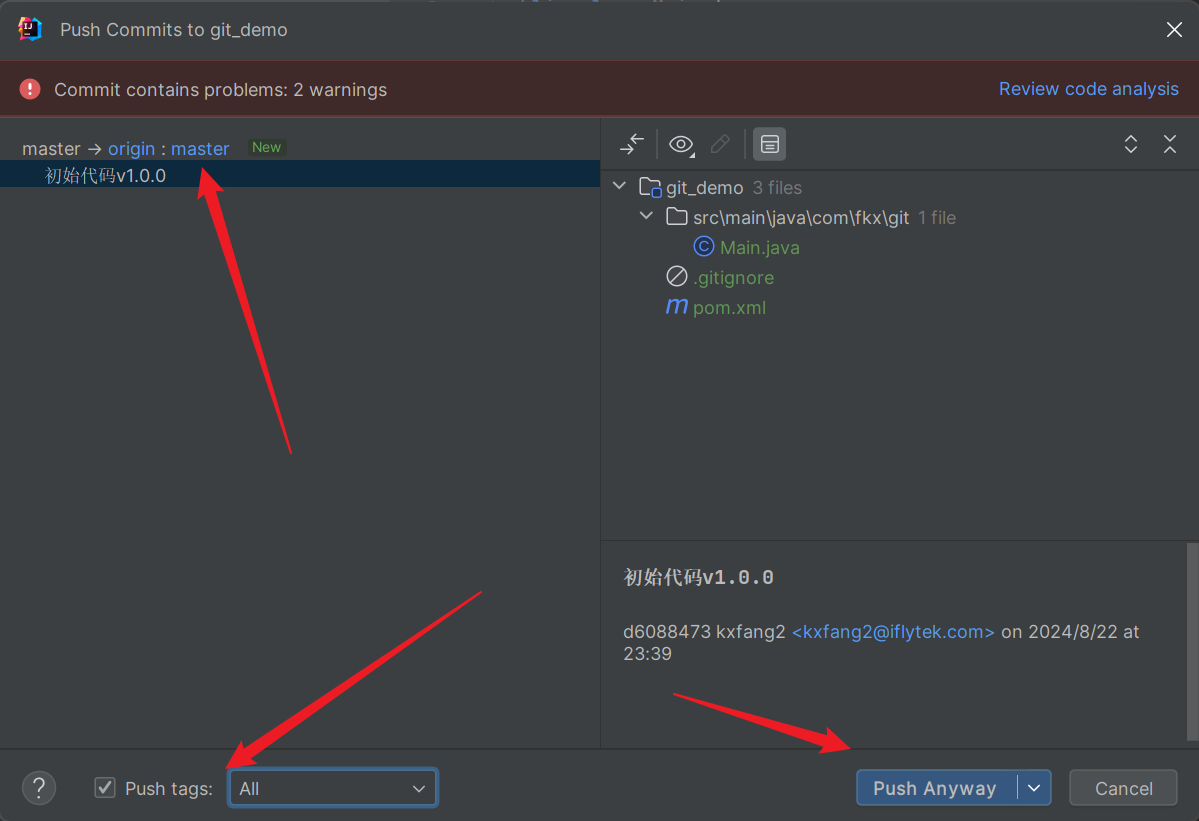 Push Commits to git_demo
Commit contains problems: 2 warnings
Review code analysis
master → origin : master New
初始代码v1.0.0
git_demo 3 files
src\main\java\com\fkx\git 1 file
Main.java
.gitignore
pom.xml
初始代码v1.0.0
d6088473 kxfang2 <kxfang2@iflytek.com> on 2024/8/22 at
23:39
? Push tags: All
Push Anyway
Cancel